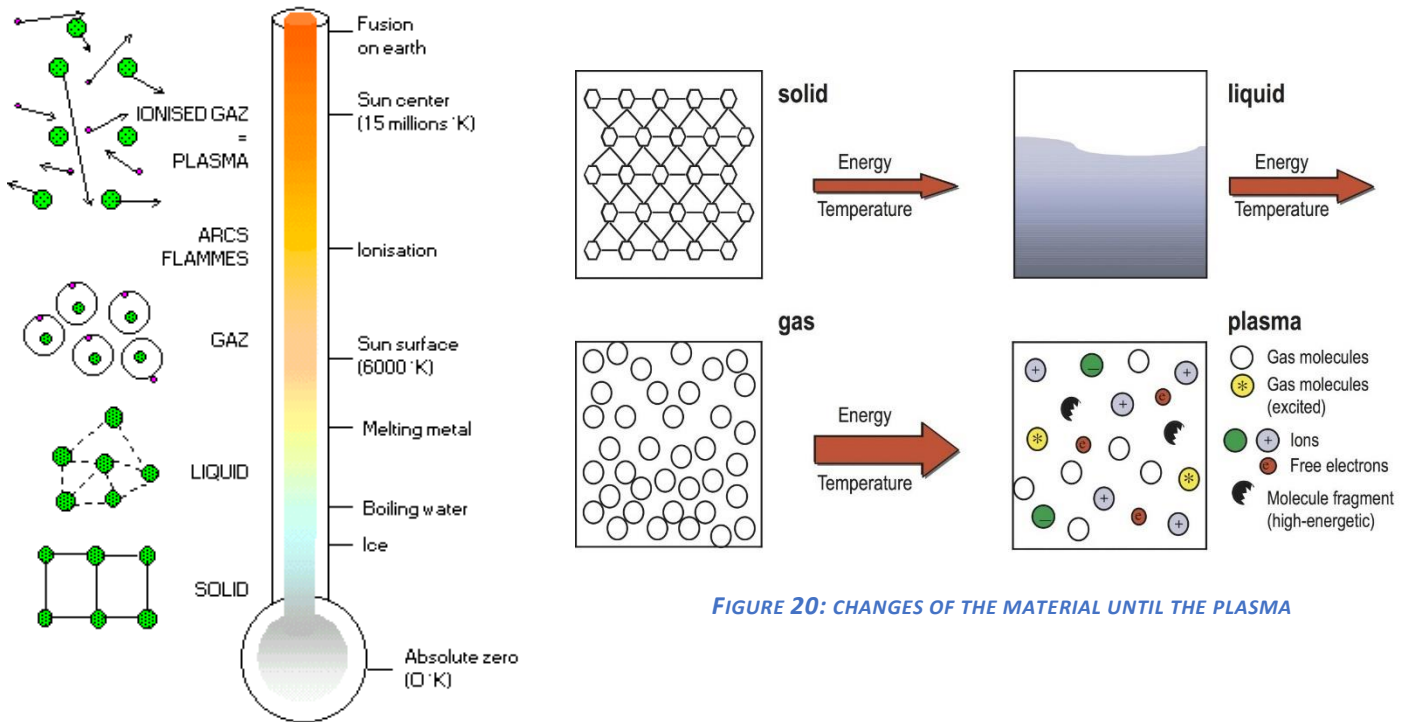 Fusion
on earth
Sun center
(15 millions °K)
IONISED GAZ
=
PLASMA
ARCS
FLAMMES
Ionisation
GAZ
Sun surface
(6000 °K)
Melting metal
LIQUID
Boiling water
Ice
SOLID
Absolute zero
(0 °K)
solid
Energy
Temperature
liquid
Energy
Temperature
gas
Energy
Temperature
plasma
Gas molecules
* Gas molecules
(excited)
— + Ions
e Free electrons
Molecule fragment
(high-energetic)
+ — +
+ e
* e
*
+
— e +
FIGURE 20: CHANGES OF THE MATERIAL UNTIL THE PLASMA